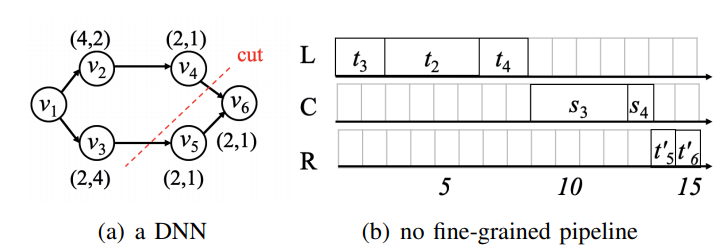 (4,2) (2,1) cut
v2 v4
v1 v6
v3 v5 (2,1)
(2,4) (2,1)
(a) a DNN
L t3 t2 t4
C s3 s4
R t'5 t'6
5 10 15
(b) no fine-grained pipeline